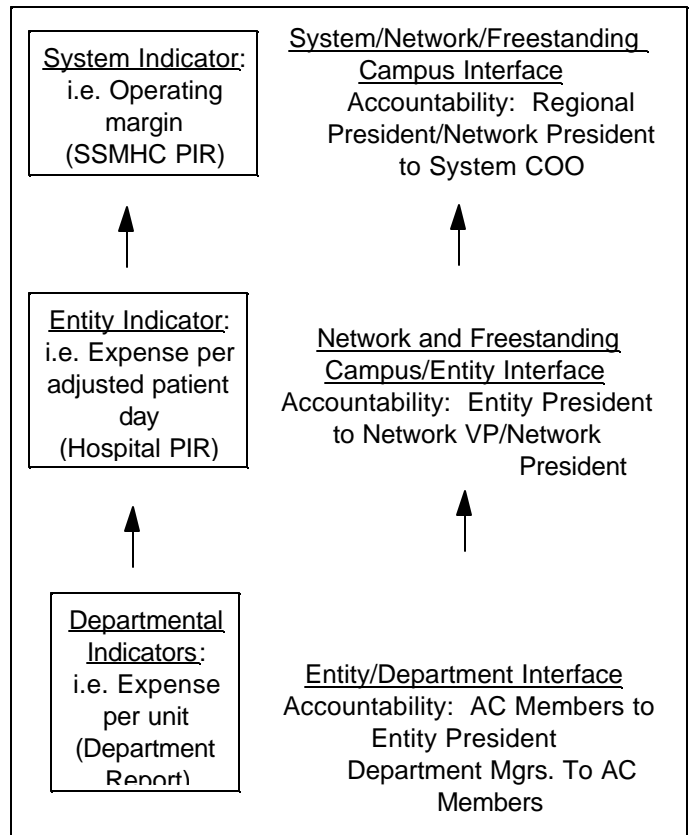 System Indicator:
i.e. Operating
margin
(SSMHC PIR)
System/Network/Freestanding
Campus Interface
Accountability: Regional
President/Network President
to System COO
Entity Indicator:
i.e. Expense per
adjusted patient
day
(Hospital PIR)
Network and Freestanding
Campus/Entity Interface
Accountability: Entity President
to Network VP/Network
President
Departmental
Indicators:
i.e. Expense
per unit
(Department
Report)
Entity/Department Interface
Accountability: AC Members to
Entity President
Department Mgrs. To AC
Members